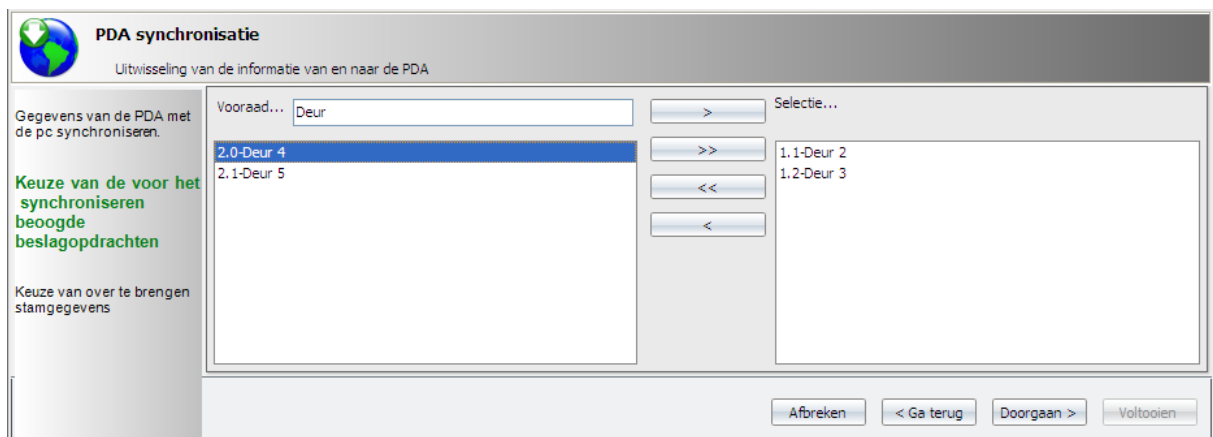 PDA synchronisatie
Uitwisseling van de informatie van en naar de PDA
Gegevens van de PDA met
de pc synchroniseren.
Keuze van de voor het
synchroniseren
beoogde
beslagopdrachten
Keuze van over te brengen
stamgegevens
Vooraad...
Deur
2.0-Deur 4
2.1-Deur 5
>
>>
<<
<
Selectie...
1.1-Deur 2
1.2-Deur 3
Afbreken
< Ga terug
Doorgaan >
Voltooien